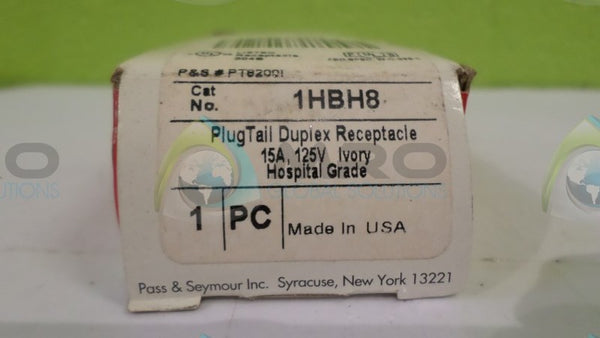 P&S # PT8200I
Cat No. 1HBH8
PlugTail Duplex Receptacle
15A, 125V Ivory
Hospital Grade
1 PC Made In USA
Pass & Seymour Inc. Syracuse, New York 13221